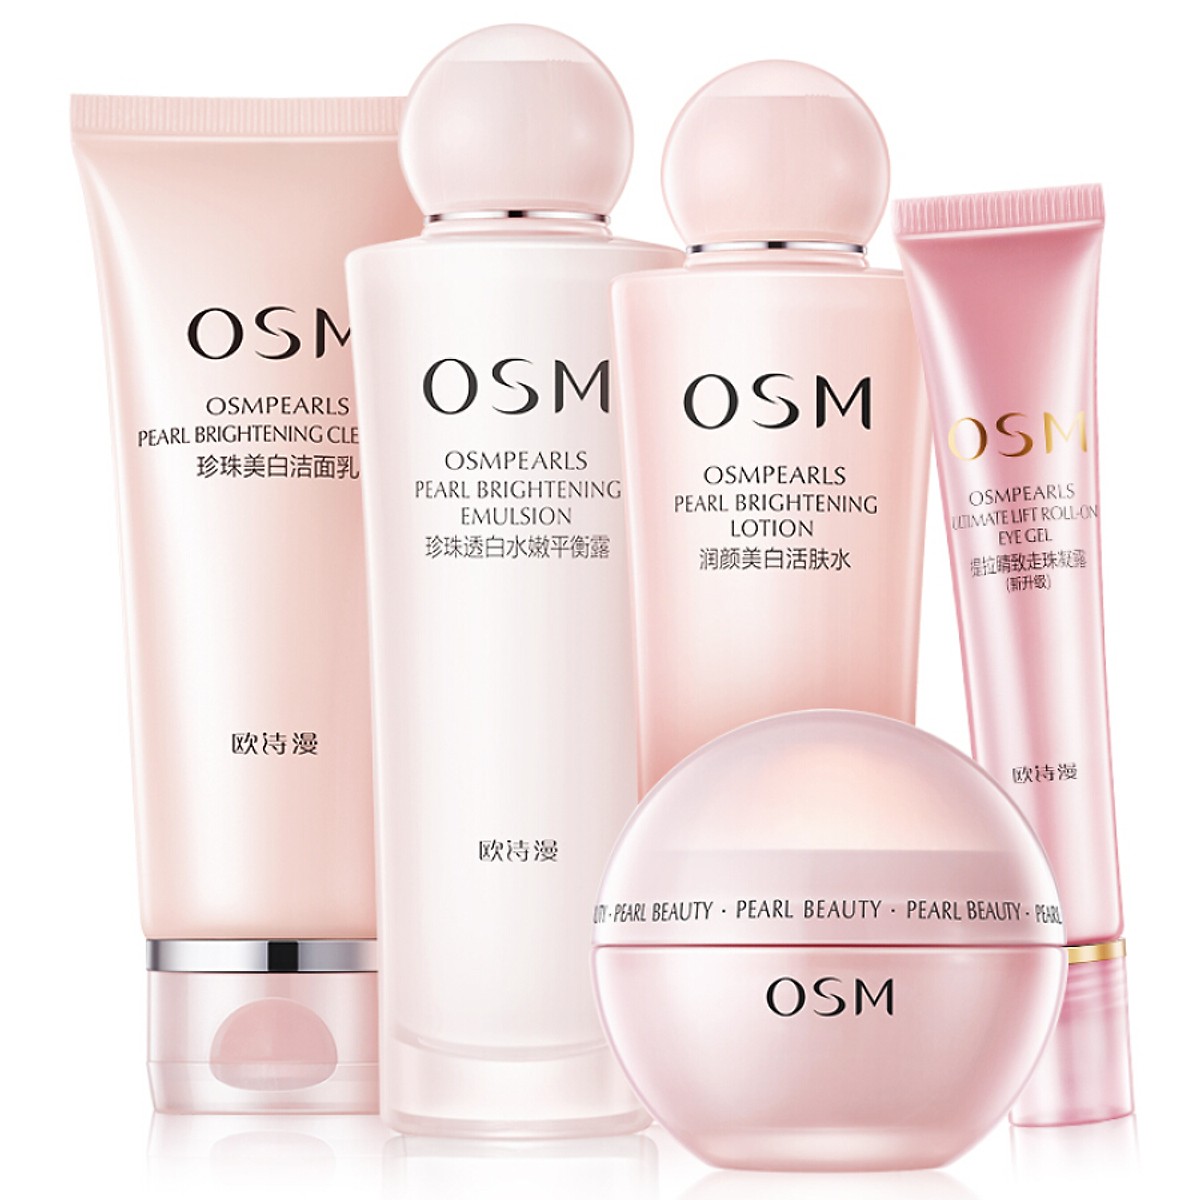 OSM
OSMPEARLS
PEARL BRIGHTENING CLE
珍珠美白洁面乳
欧诗漫
OSM
OSMPEARLS
PEARL BRIGHTENING
EMULSION
珍珠透白水嫩平衡露
欧诗漫
OSM
OSMPEARLS
PEARL BRIGHTENING
LOTION
润颜美白活肤水
OSM
OSMPEARLS
ULTIMATE LIFT ROLL-ON
EYE GEL
提拉睛致走珠凝露
(新升级)
欧诗漫
UTY · PEARL BEAUTY · PEARL BEAUTY · PEARL BEAUTY · PEARL
OSM